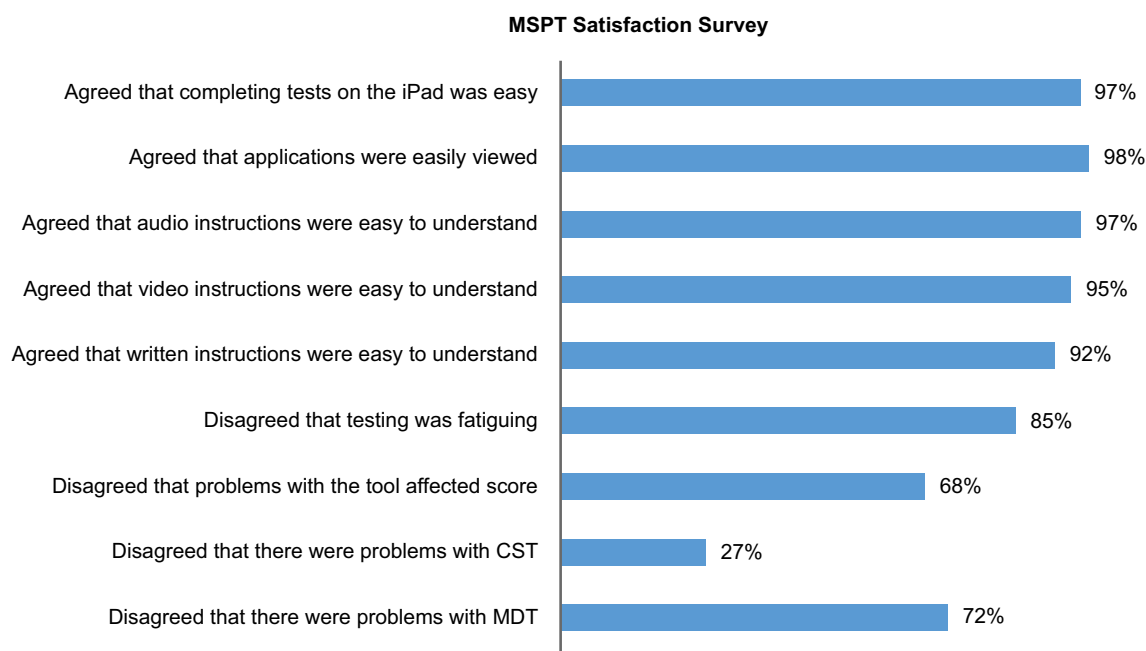 MSPT Satisfaction Survey
Agreed that completing tests on the iPad was easy 97%
Agreed that applications were easily viewed 98%
Agreed that audio instructions were easy to understand 97%
Agreed that video instructions were easy to understand 95%
Agreed that written instructions were easy to understand 92%
Disagreed that testing was fatiguing 85%
Disagreed that problems with the tool affected score 68%
Disagreed that there were problems with CST 27%
Disagreed that there were problems with MDT 72%